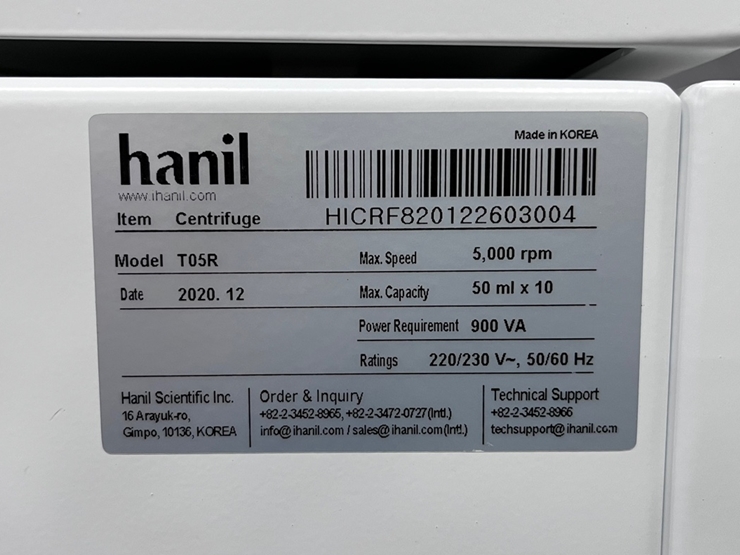 hanil
www.ihanil.com
Made in KOREA
HICRF820122603004
Item Centrifuge
Model T05R
Max. Speed 5,000 rpm
Date 2020. 12
Max. Capacity 50 ml x 10
Power Requirement 900 VA
Ratings 220/230 V~, 50/60 Hz
Hanil Scientific Inc.
16 Arayuk-ro,
Gimpo, 10136, KOREA
Order & Inquiry
+82-2-3452-8965, +82-2-3472-0727(Intl.)
info@ihanil.com / sales@ihanil.com(Intl.)
Technical Support
+82-2-3452-8966
techsupport@ihanil.com